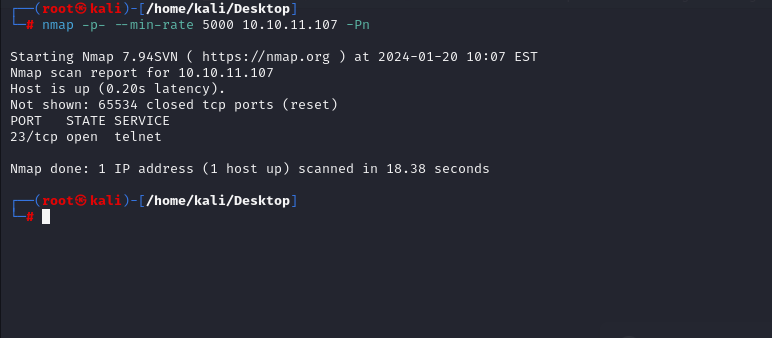 ┌──(root㉿kali)-[/home/kali/Desktop]
└─# nmap -p- --min-rate 5000 10.10.11.107 -Pn
Starting Nmap 7.94SVN ( https://nmap.org ) at 2024-01-20 10:07 EST
Nmap scan report for 10.10.11.107
Host is up (0.20s latency).
Not shown: 65534 closed tcp ports (reset)
PORT   STATE SERVICE
23/tcp open  telnet
Nmap done: 1 IP address (1 host up) scanned in 18.38 seconds
┌──(root㉿kali)-[/home/kali/Desktop]
└─#